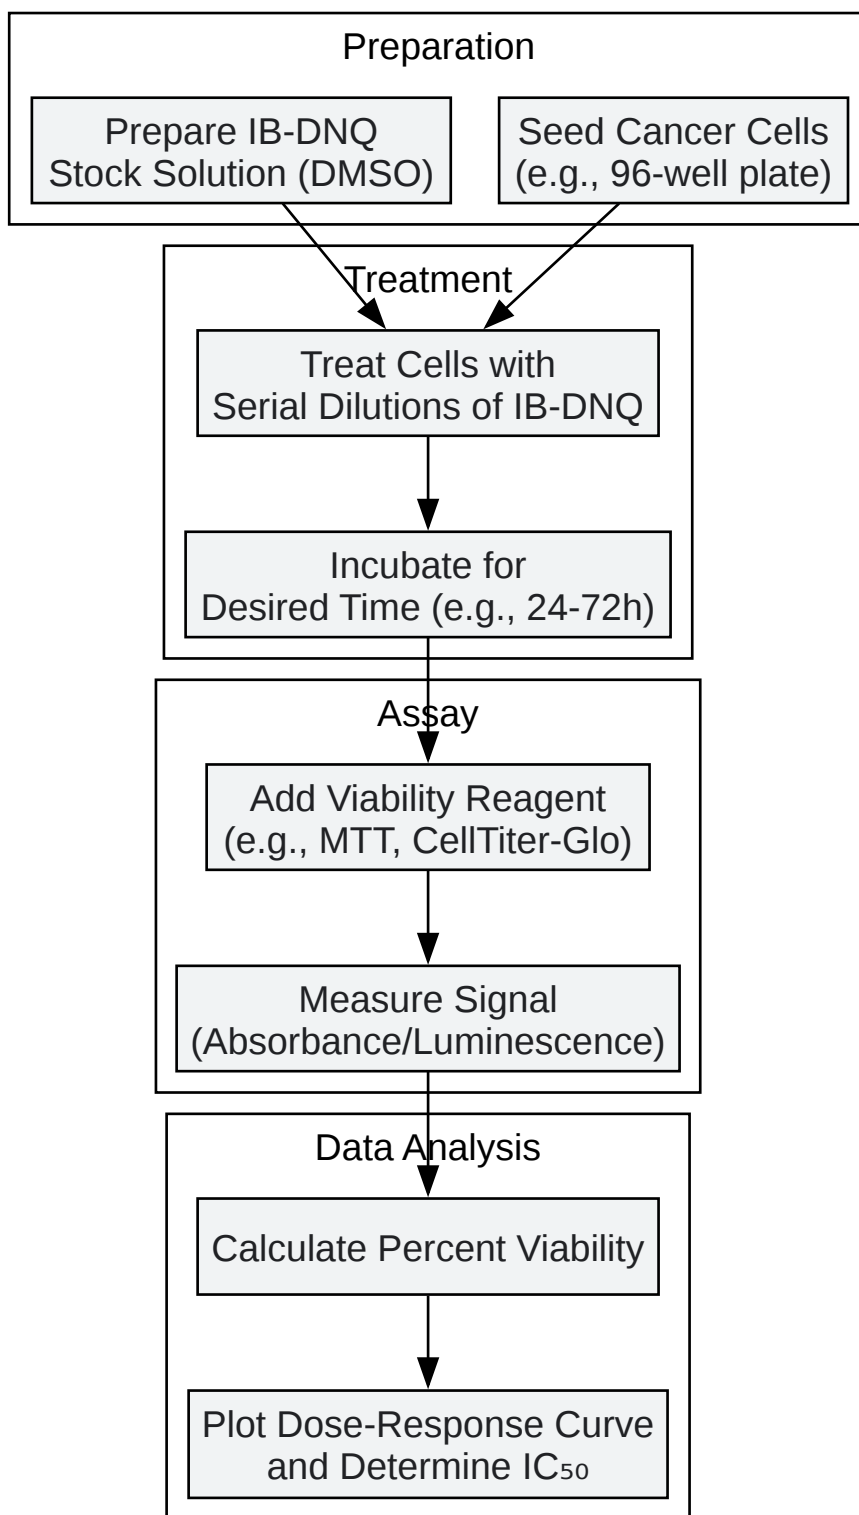 Preparation
Prepare IB-DNQ
Stock Solution (DMSO)
Seed Cancer Cells
(e.g., 96-well plate)
Treatment
Treat Cells with
Serial Dilutions of IB-DNQ
Incubate for
Desired Time (e.g., 24-72h)
Assay
Add Viability Reagent
(e.g., MTT, CellTiter-Glo)
Measure Signal
(Absorbance/Luminescence)
Data Analysis
Calculate Percent Viability
Plot Dose-Response Curve
and Determine IC₅₀